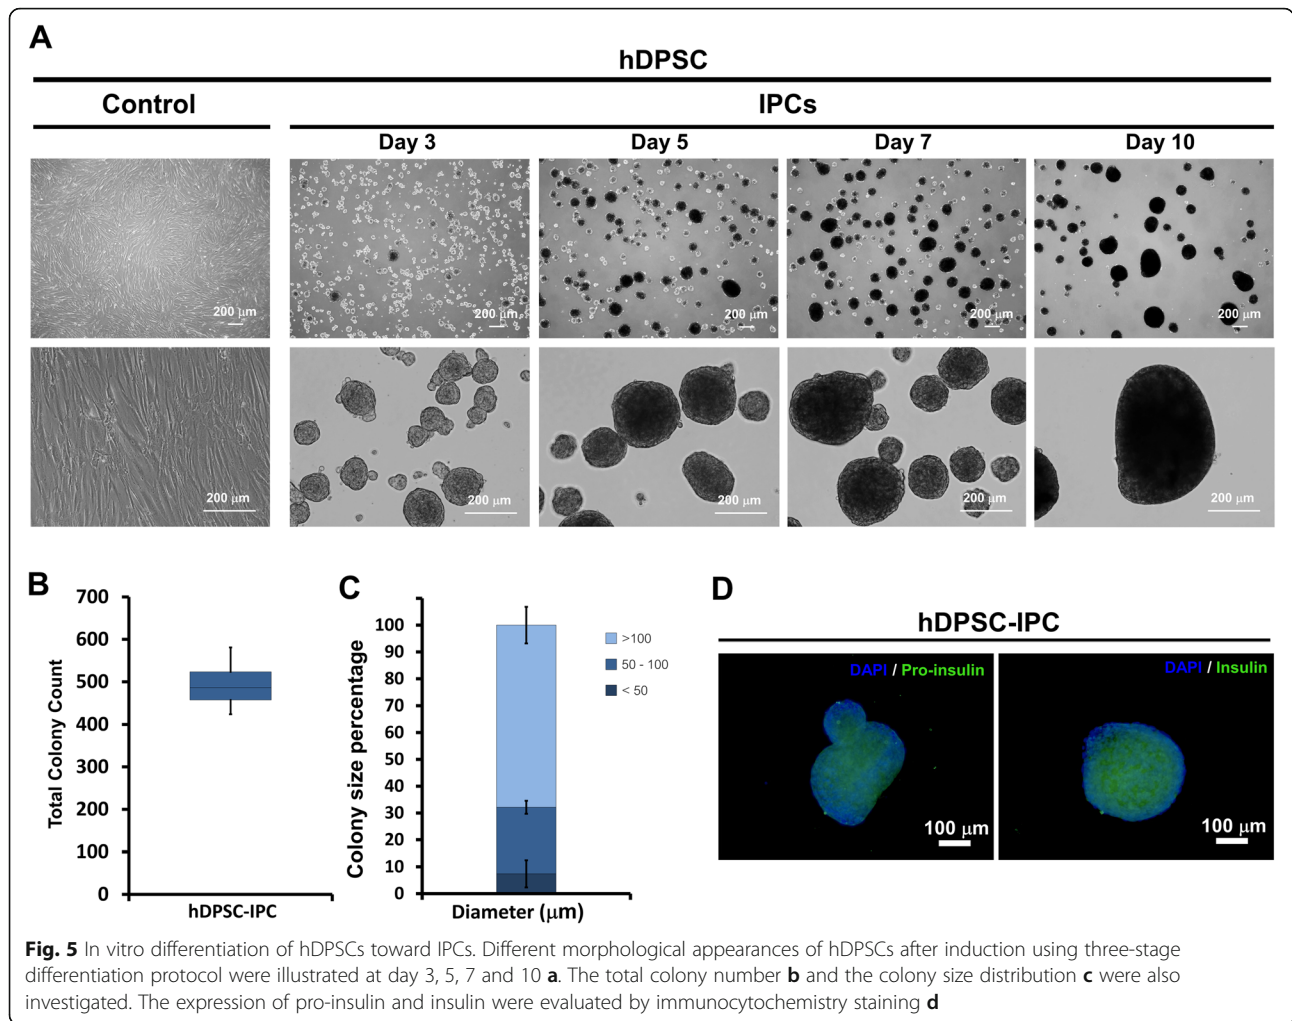 A
hDPSC
Control
IPCs
Day 3
Day 5
Day 7
Day 10
200 μm
200 μm
200 μm
200 μm
200 μm
200 μm
200 μm
200 μm
200 μm
200 μm
B
Total Colony Count
700
600
500
400
300
200
100
0
hDPSC-IPC
C
Colony size percentage
100
90
80
70
60
50
40
30
20
10
0
Diameter (μm)
>100
50 - 100
< 50
D
hDPSC-IPC
DAPI / Pro-insulin
100 μm
DAPI / Insulin
100 μm
Fig. 5 In vitro differentiation of hDPSCs toward IPCs. Different morphological appearances of hDPSCs after induction using three-stage
differentiation protocol were illustrated at day 3, 5, 7 and 10 a. The total colony number b and the colony size distribution c were also
investigated. The expression of pro-insulin and insulin were evaluated by immunocytochemistry staining d